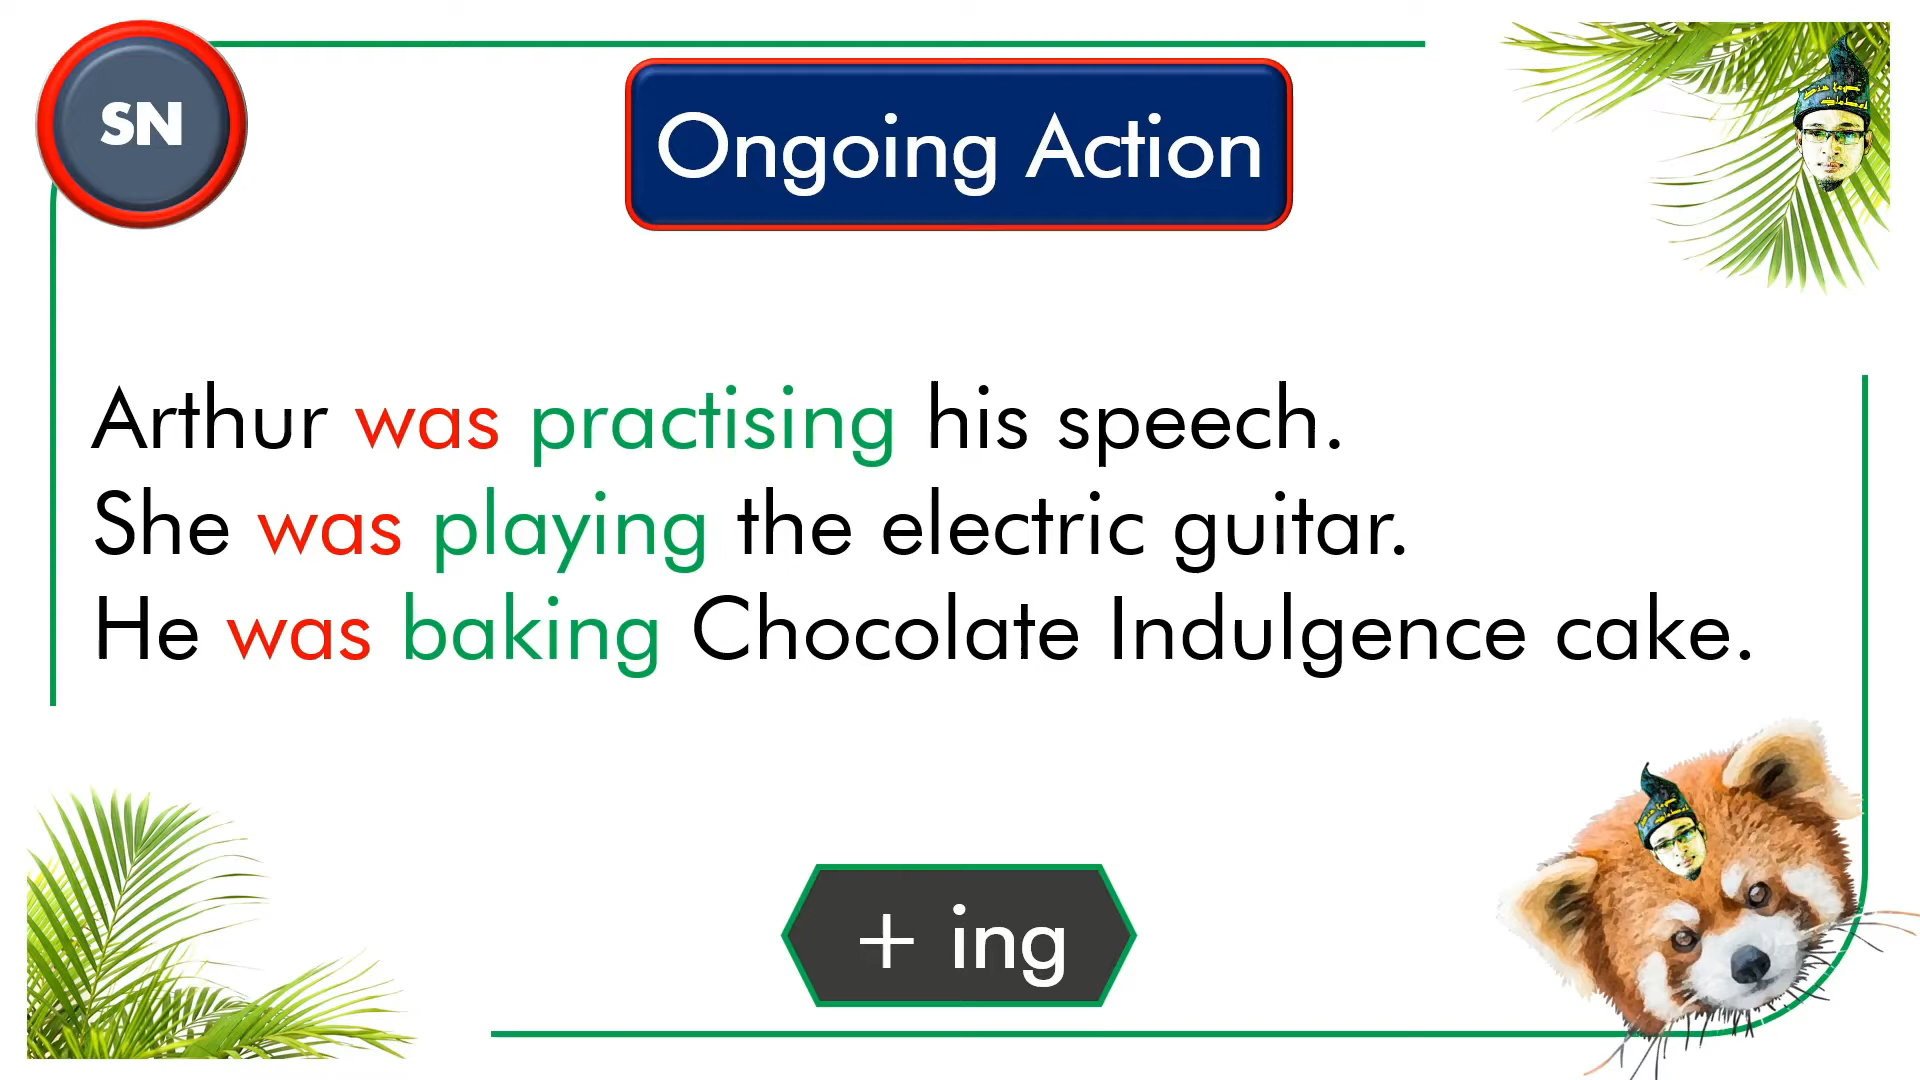 SN
Ongoing Action
Arthur was practising his speech.
She was playing the electric guitar.
He was baking Chocolate Indulgence cake.
+ ing